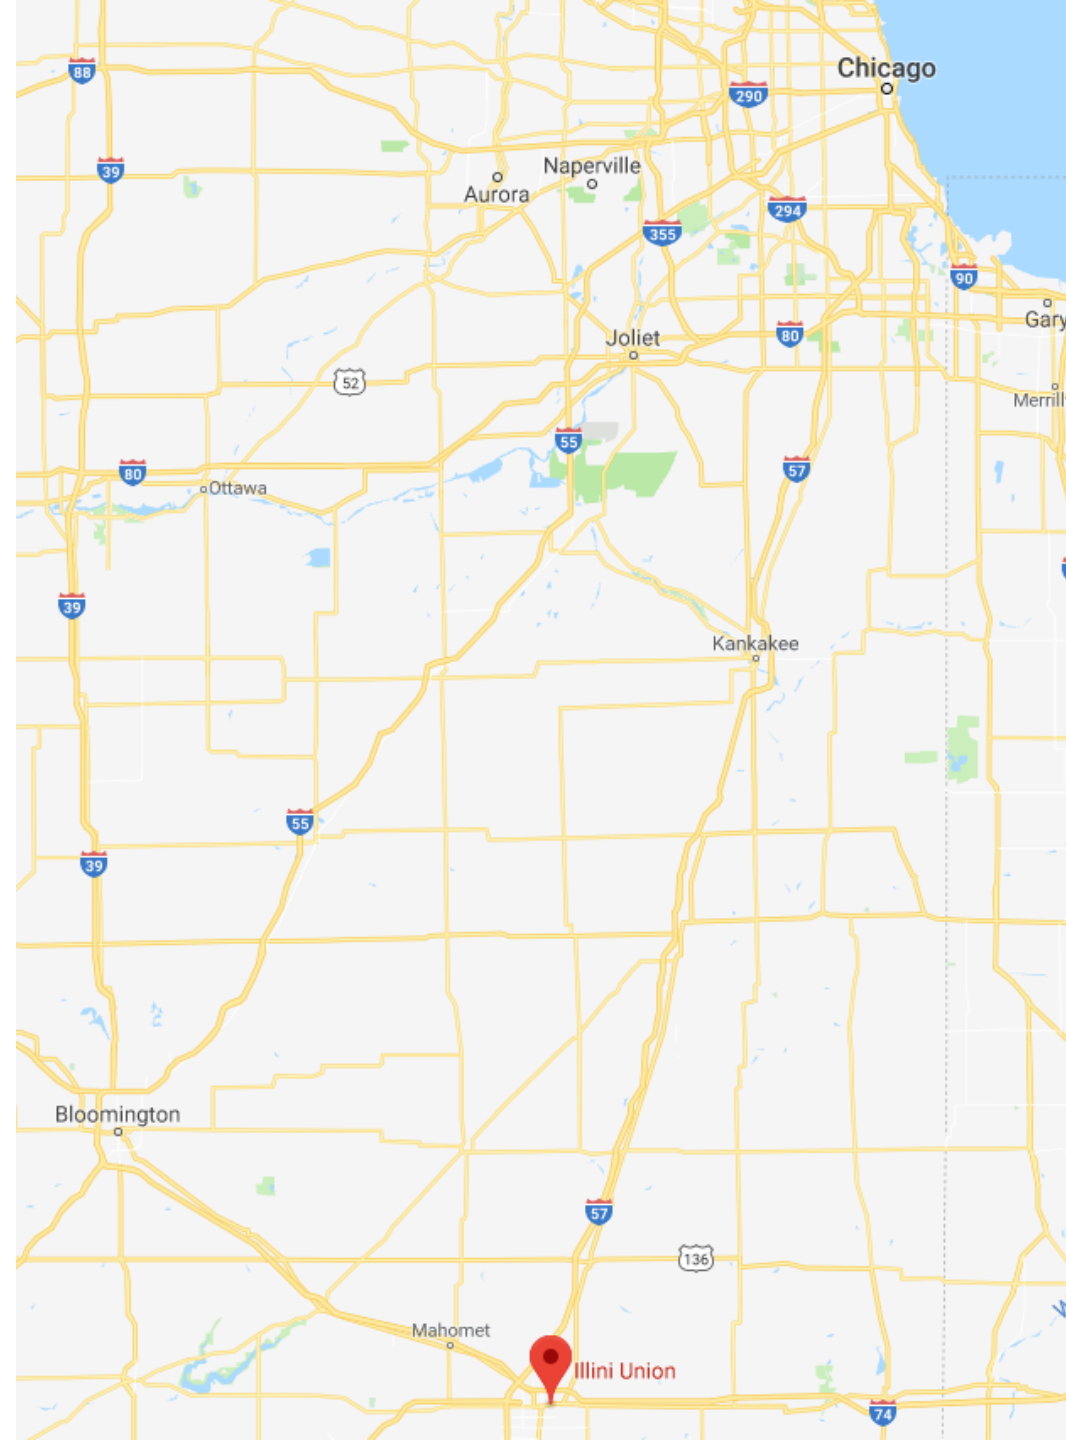 Chicago
88
290
Naperville
39
Aurora
294
355
90
Gary
Joliet
80
52
Merrill
55
57
80
Ottawa
39
Kankakee
55
39
Bloomington
57
136
Mahomet
Illini Union
74
W